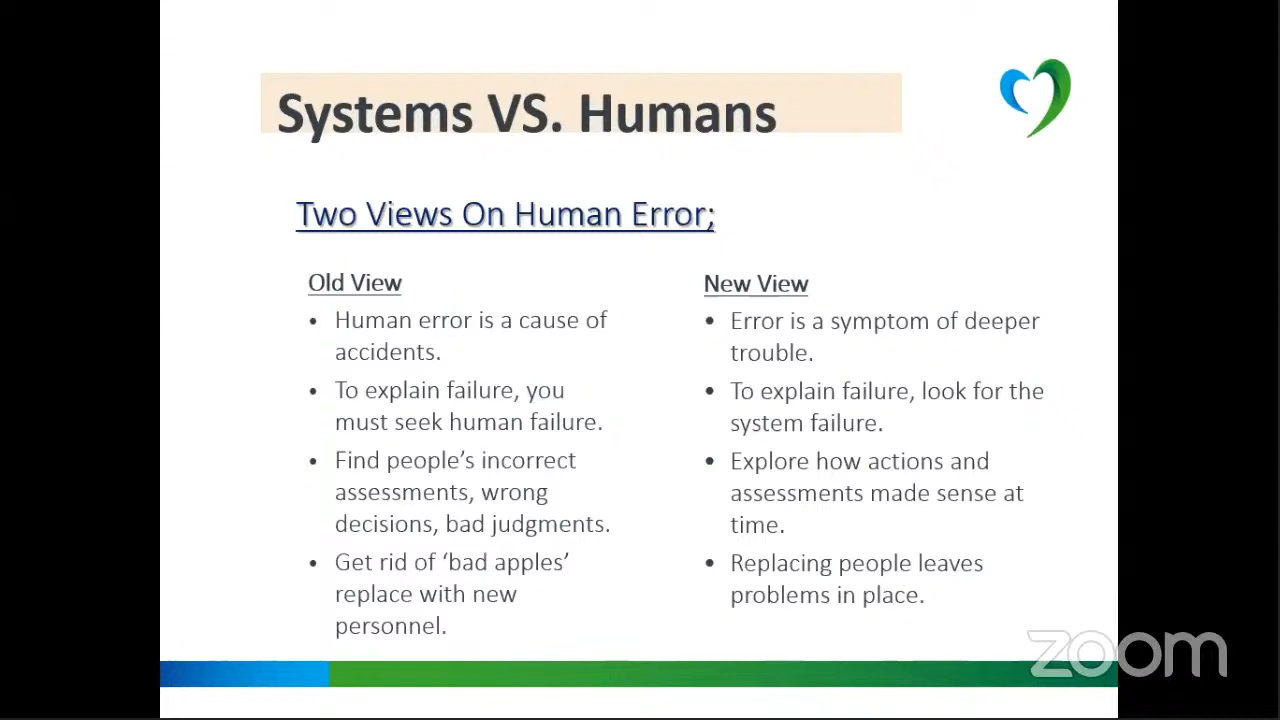 Systems VS. Humans
Two Views On Human Error;
Old View
• Human error is a cause of
accidents.
• To explain failure, you
must seek human failure.
• Find people’s incorrect
assessments, wrong
decisions, bad judgments.
• Get rid of ‘bad apples’
replace with new
personnel.
New View
• Error is a symptom of deeper
trouble.
• To explain failure, look for the
system failure.
• Explore how actions and
assessments made sense at
time.
• Replacing people leaves
problems in place.
zoom